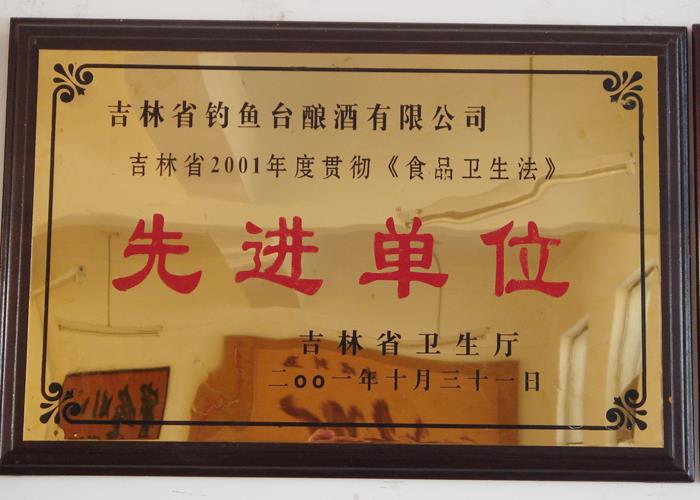 吉林省钓鱼台酿酒有限公司
吉林省2001年度贯彻《食品卫生法》
先进单位
吉林省卫生厅
二〇〇一年十月三十一日